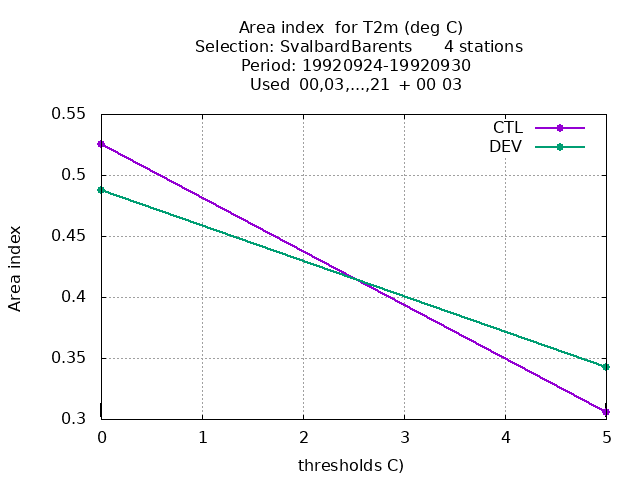 Area index  for T2m (deg C)
Selection: SvalbardBarents      4 stations
Period: 19920924-19920930
Used  00,03,...,21  + 00 03
CTL
DEV
Area index
0.55
0.5
0.45
0.4
0.35
0.3
0 1 2 3 4 5
thresholds C)